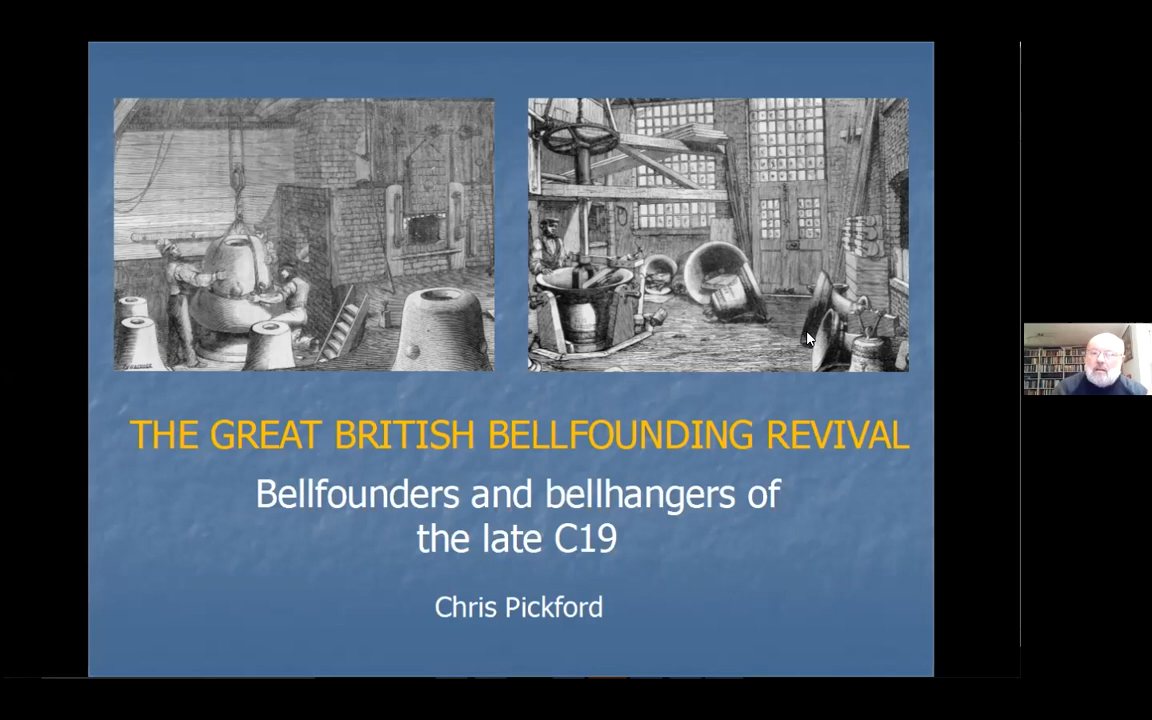 THE GREAT BRITISH BELLFOUNDING REVIVAL
Bellfounders and bellhangers of
the late C19
Chris Pickford